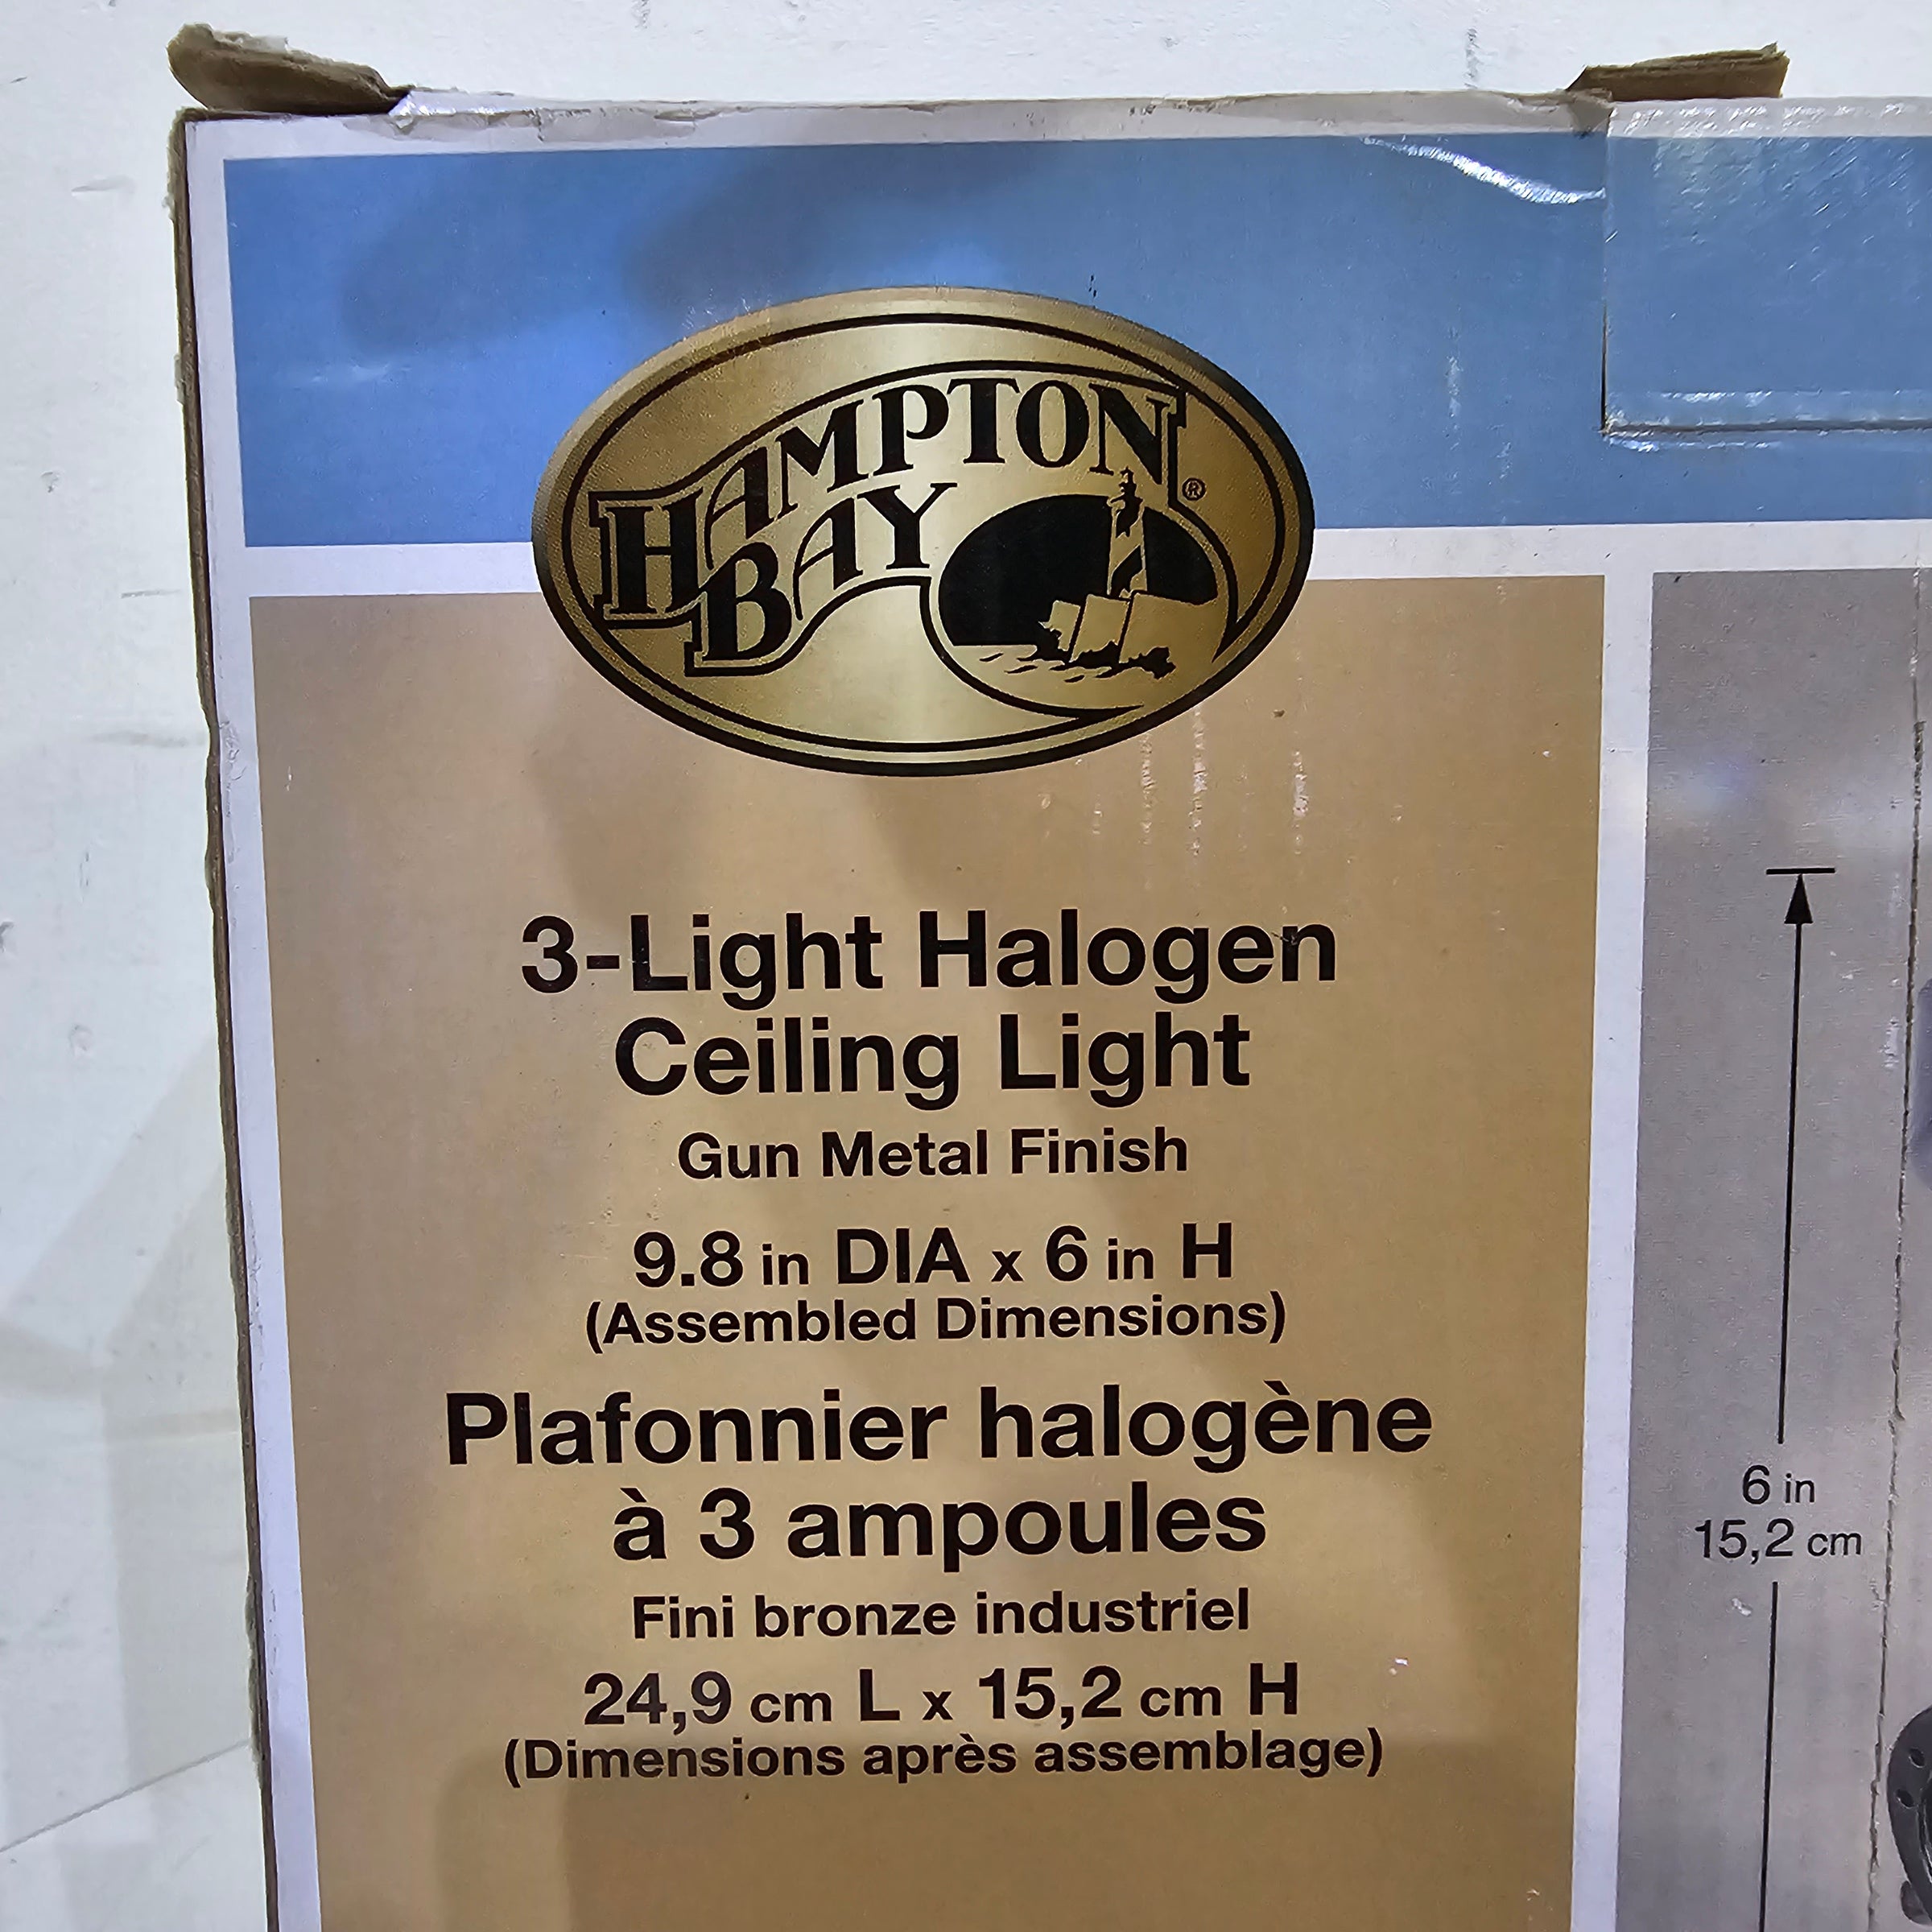 HAMPTON
BAY ®
3-Light Halogen
Ceiling Light
Gun Metal Finish
9.8 in DIA x 6 in H
(Assembled Dimensions)
Plafonnier halogène
à 3 ampoules
Fini bronze industriel
24,9 cm L x 15,2 cm H
(Dimensions après assemblage)
6 in
15,2 cm